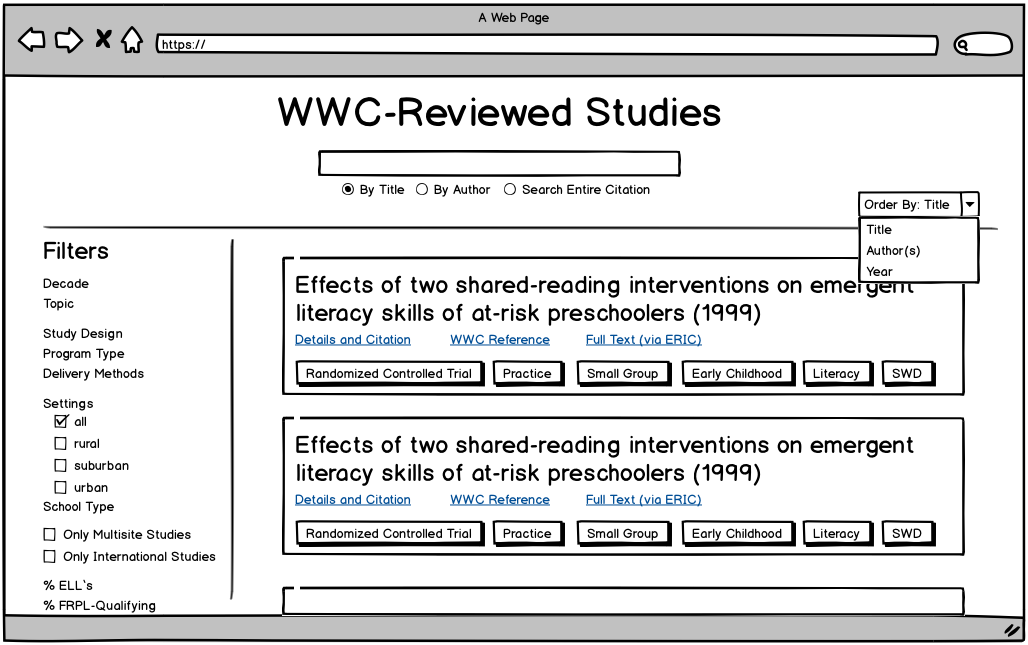 A Web Page
https://
WWC-Reviewed Studies
By Title By Author Search Entire Citation
Order By: Title
Title
Author(s)
Year
Filters
Decade
Topic
Study Design
Program Type
Delivery Methods
Settings
all
rural
suburban
urban
School Type
Only Multisite Studies
Only International Studies
% ELL`s
% FRPL-Qualifying
Effects of two shared-reading interventions on emergent
literacy skills of at-risk preschoolers (1999)
Details and Citation WWC Reference Full Text (via ERIC)
Randomized Controlled Trial Practice Small Group Early Childhood Literacy SWD
Effects of two shared-reading interventions on emergent
literacy skills of at-risk preschoolers (1999)
Details and Citation WWC Reference Full Text (via ERIC)
Randomized Controlled Trial Practice Small Group Early Childhood Literacy SWD